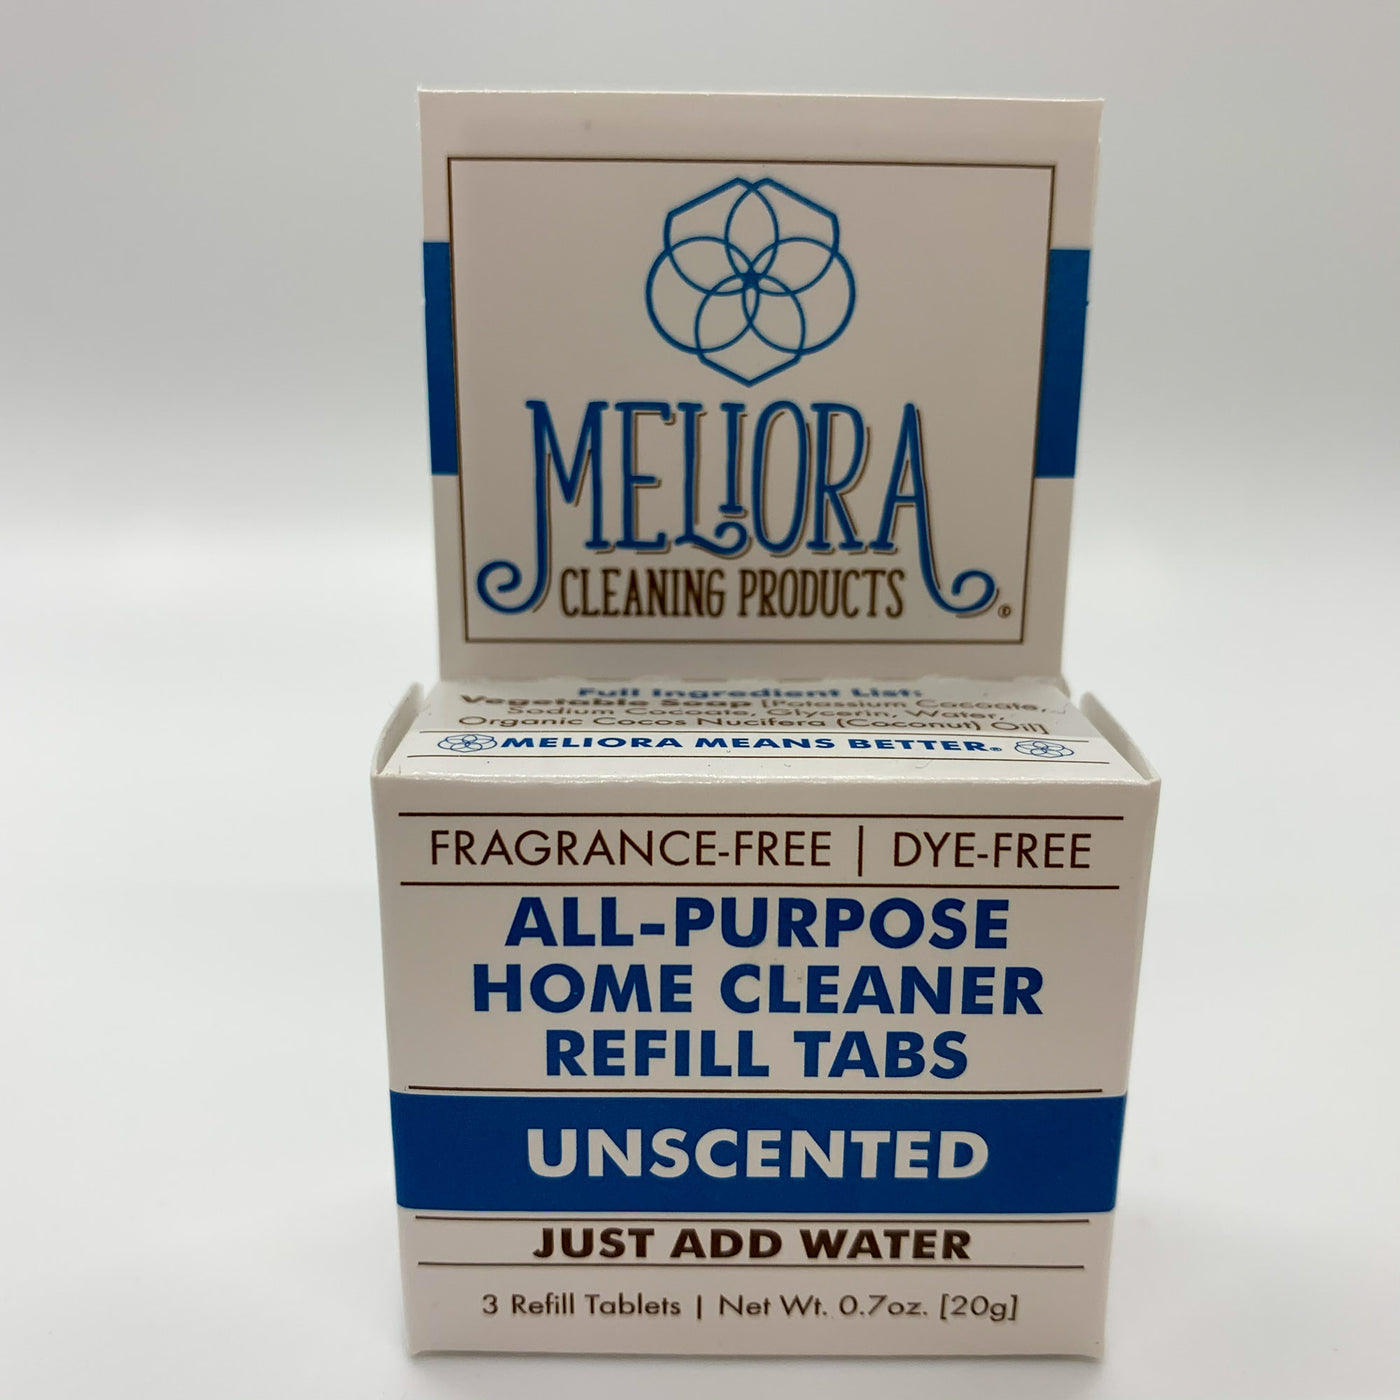 MELIORA
CLEANING PRODUCTS ®
Full Ingredient List:
Vegetable Soap [Potassium Cocoate,
Sodium Cocoate, Glycerin, Water,
Organic Cocos Nucifera (Coconut) Oil]
MELIORA MEANS BETTER®
FRAGRANCE-FREE | DYE-FREE
ALL-PURPOSE
HOME CLEANER
REFILL TABS
UNSCENTED
JUST ADD WATER
3 Refill Tablets | Net Wt. 0.7oz. [20g]